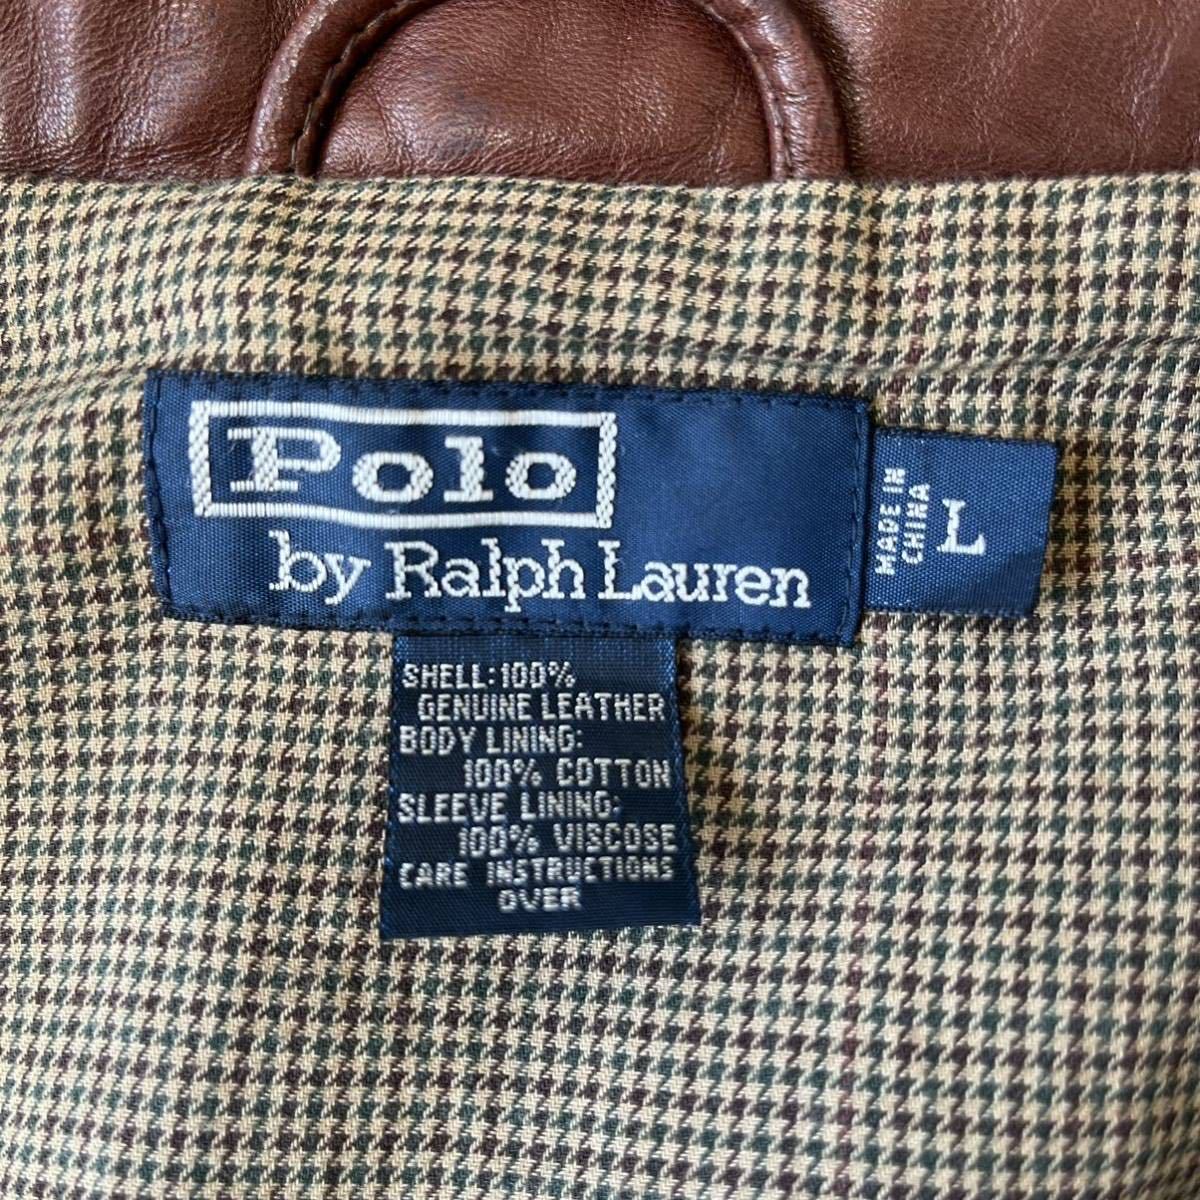 Polo
by Ralph Lauren
MADE IN
CHINA
L
SHELL:100%
GENUINE LEATHER
BODY LINING:
100% COTTON
SLEEVE LINING:
100% VISCOSE
CARE INSTRUCTIONS
OVER